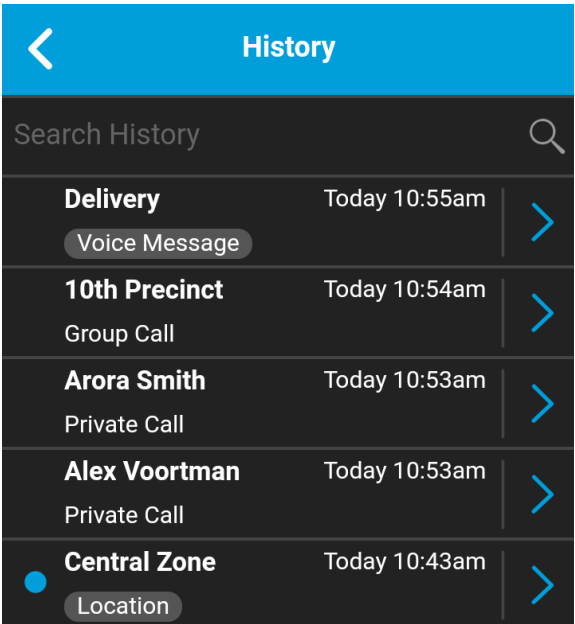 History
Search History
Delivery Today 10:55am
Voice Message
10th Precinct Today 10:54am
Group Call
Arora Smith Today 10:53am
Private Call
Alex Voortman Today 10:53am
Private Call
Central Zone Today 10:43am
Location